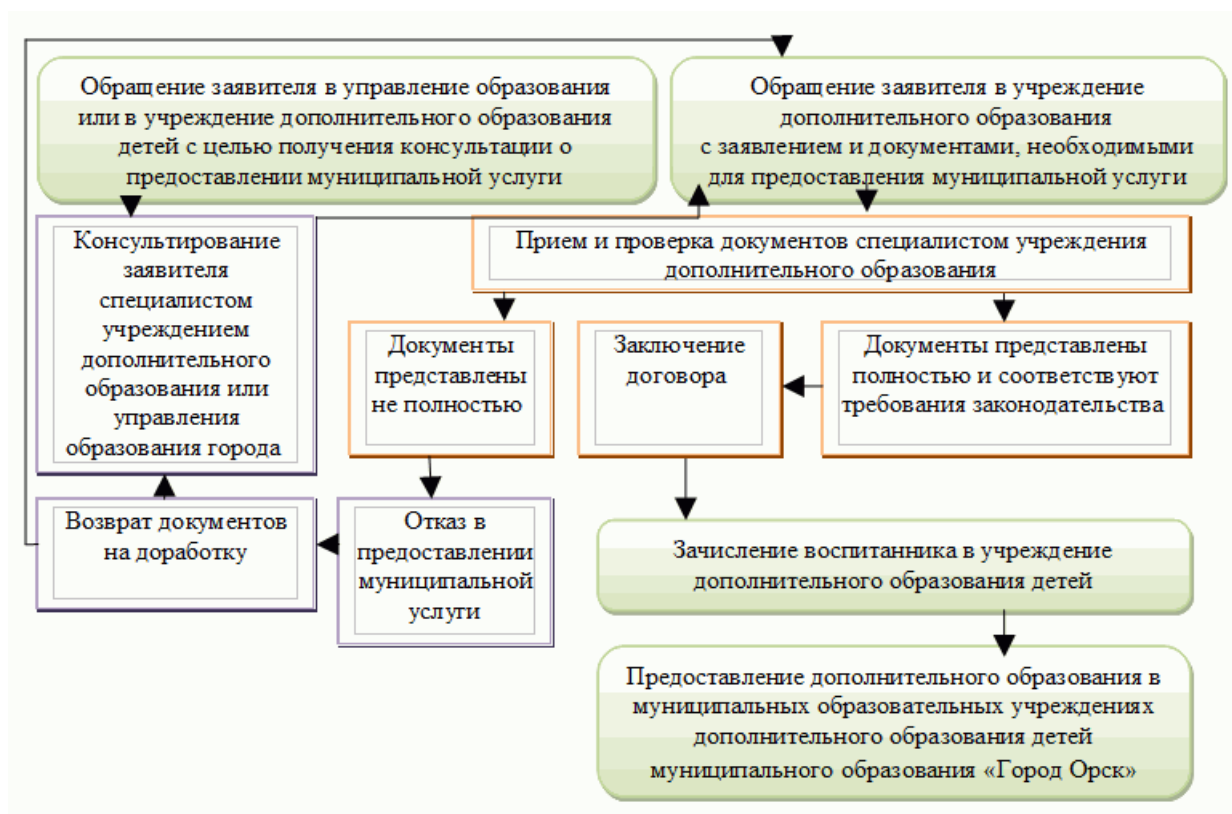 Обращение заявителя в управление образования
или в учреждение дополнительного образования
детей с целью получения консультации о
предоставлении муниципальной услуги
Обращение заявителя в учреждение
дополнительного образования
с заявлением и документами, необходимыми
для предоставления муниципальной услуги
Консультирование
заявителя
специалистом
учреждением
дополнительного
образования или
управления
образования города
Прием и проверка документов специалистом учреждения
дополнительного образования
Документы
представлены
не полностью
Заключение
договора
Документы представлены
полностью и соответствуют
требования законодательства
Возврат документов
на доработку
Отказ в
предоставлении
муниципальной
услуги
Зачисление воспитанника в учреждение
дополнительного образования детей
Предоставление дополнительного образования в
муниципальных образовательных учреждениях
дополнительного образования детей
муниципального образования «Город Орск»